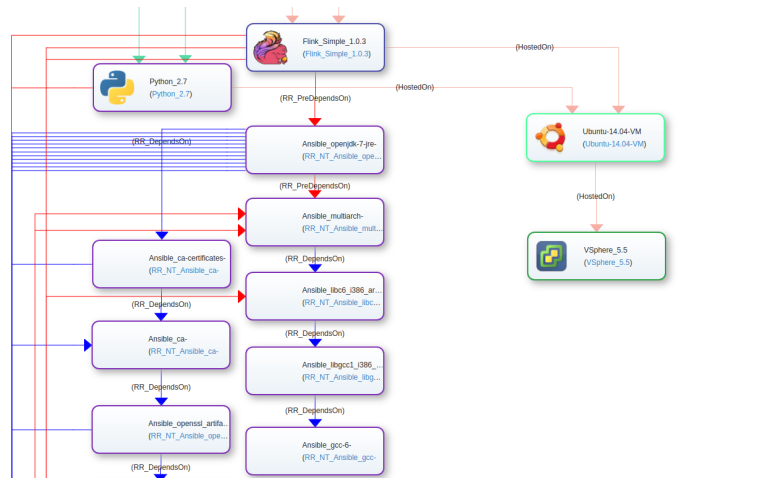 Flink_Simple_1.0.3
(Flink_Simple_1.0.3)
(HostedOn)
Python_2.7
(Python_2.7)
(HostedOn)
(RR_PreDependsOn)
Ubuntu-14.04-VM
(Ubuntu-14.04-VM)
(RR_DependsOn)
Ansible_openjdk-7-jre-
(RR_NT_Ansible_ope...
(RR_PreDependsOn)
(HostedOn)
Ansible_multiarch-
(RR_NT_Ansible_mult...
VSphere_5.5
(VSphere_5.5)
Ansible_ca-certificates-
(RR_NT_Ansible_ca-
(RR_DependsOn)
Ansible_libc6_i386_ar...
(RR_NT_Ansible_libc...
(RR_DependsOn)
(RR_DependsOn)
Ansible_ca-
(RR_NT_Ansible_ca-
Ansible_libgcc1_i386_...
(RR_NT_Ansible_libg...
(RR_DependsOn)
(RR_DependsOn)
Ansible_openssl_artifa...
(RR_NT_Ansible_ope...
Ansible_gcc-6-
(RR_NT_Ansible_gcc-
(RR_DependsOn)